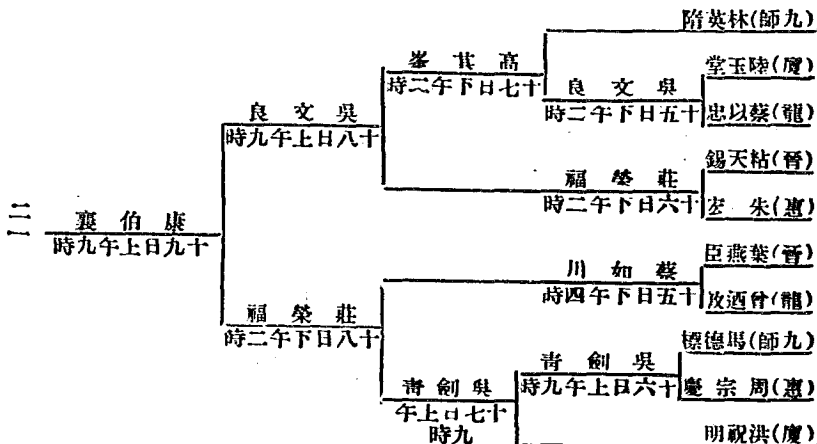 (九師)林英隋
(廈)陸玉堂
(龍)蔡以忠
(晉)粘天錫
(惠)朱宏
(晉)葉燕臣
(龍)曾迺
(九師)馬德標
(惠)周宗慶
(廈)洪祝明
吳文良
十五日下午二時
莊榮福
十六日下午二時
蔡如川
十五日下午四時
吳劍青
十六日上午九時
高其峯
十七日下午二時
吳劍青
十七日上午
九時
吳文良
十八日上午九時
莊榮福
十八日下午二時
康伯襄
十九日上午九時